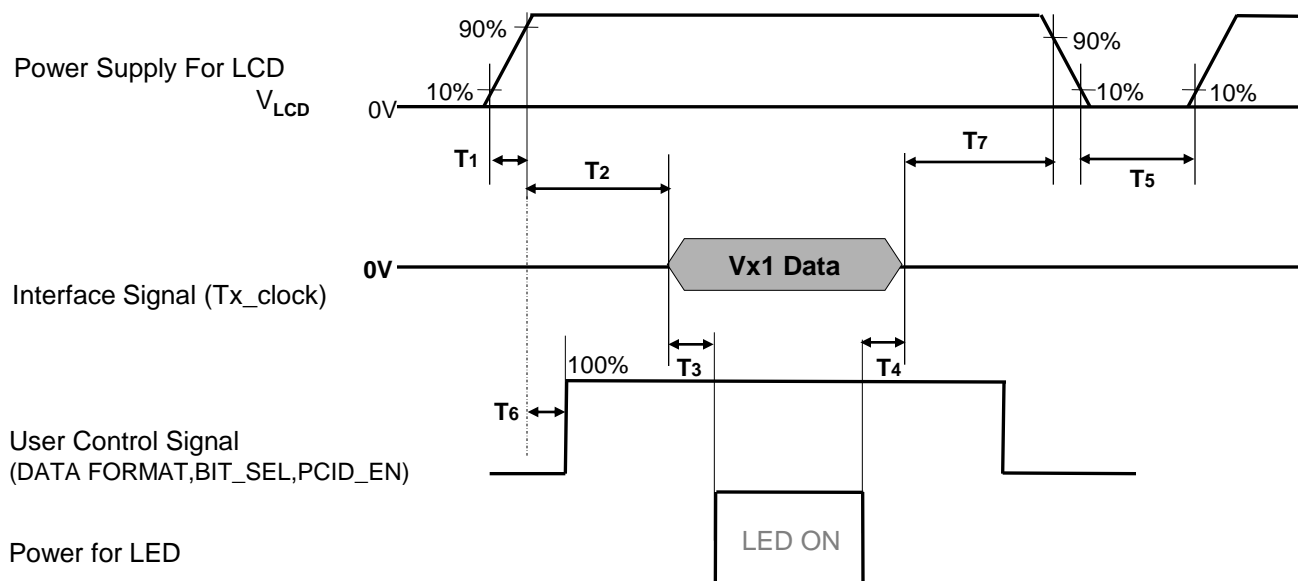 90%
90%
Power Supply For LCD
VLCD
10%
10%
10%
0V
T1
T2
T7
T5
0V
Vx1 Data
Interface Signal (Tx_clock)
100%
T3
T4
T6
User Control Signal
(DATA FORMAT,BIT_SEL,PCID_EN)
LED ON
Power for LED